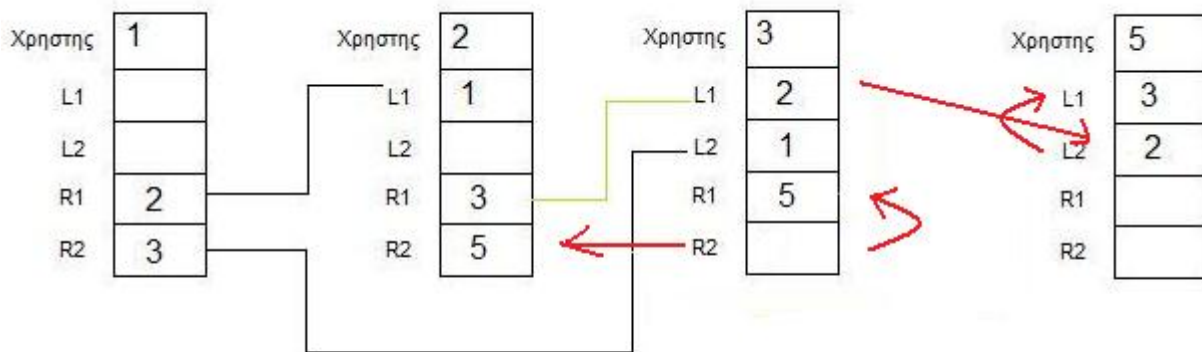 Χρηστης 1 Χρηστης 2 Χρηστης 3 Χρηστης 5
L1 L1 1 L1 2 L1 3
L2 L2 L2 1 L2 2
R1 2 R1 3 R1 5 R1
R2 3 R2 5 R2 R2